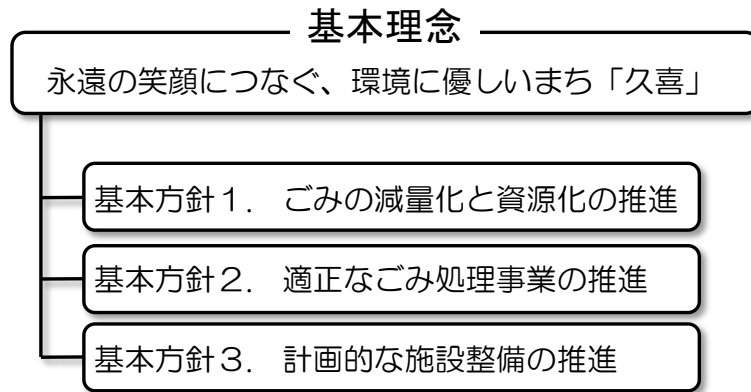 基本理念
永遠の笑顔につなぐ、環境に優しいまち「久喜」
基本方針１．　ごみの減量化と資源化の推進
基本方針２．　適正なごみ処理事業の推進
基本方針３．　計画的な施設整備の推進